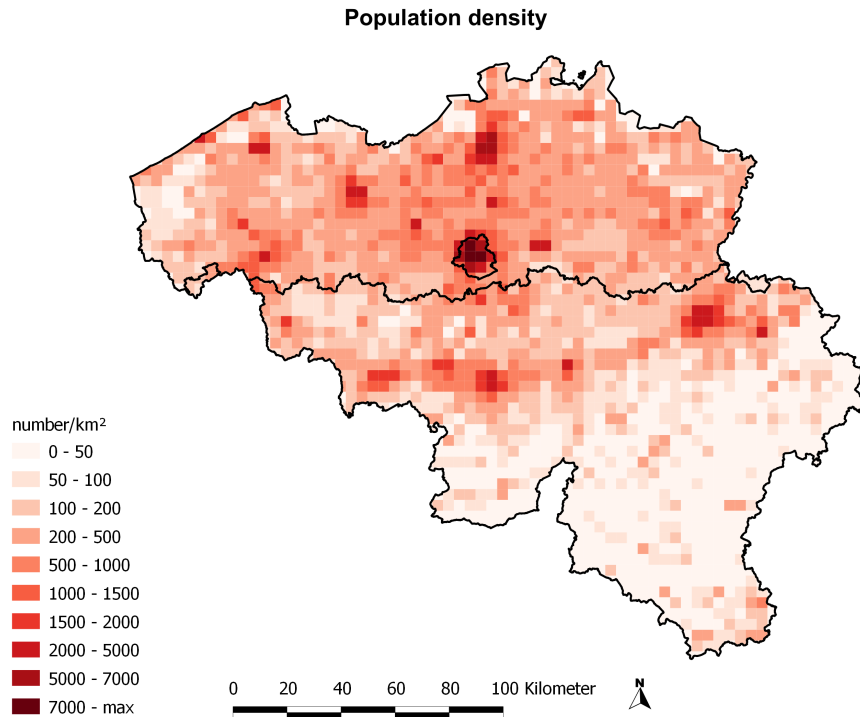 Population density
number/km²
0 - 50
50 - 100
100 - 200
200 - 500
500 - 1000
1000 - 1500
1500 - 2000
2000 - 5000
5000 - 7000
7000 - max
0 20 40 60 80 100 Kilometer
N